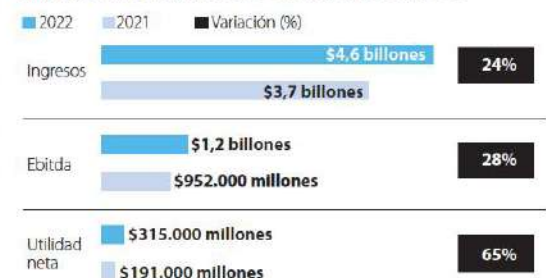 2022 2021 Variación (%)
Ingresos
$4,6 billones
24%
$3,7 billones
Ebitda
$1,2 billones
28%
$952.000 millones
Utilidad
neta
$315.000 millones
65%
$191.000 millones